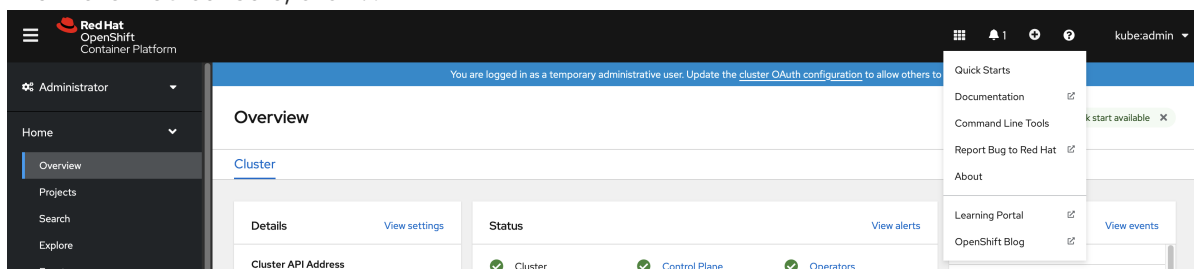 Red Hat
OpenShift
Container Platform
1
kube:admin
Administrator
Home
Overview
Projects
Search
Explore
You are logged in as a temporary administrative user. Update the cluster OAuth configuration to allow others to
Overview
k start available
Cluster
Details
View settings
Cluster API Address
Status
View alerts
Cluster
Control Plane
Operators
View events
Quick Starts
Documentation
Command Line Tools
Report Bug to Red Hat
About
Learning Portal
OpenShift Blog